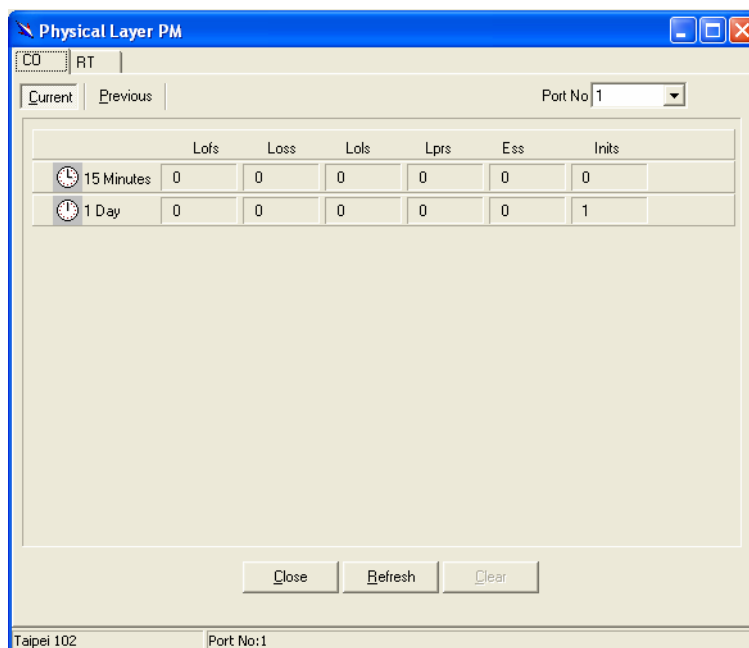 Physical Layer PM
CO RT
Current Previous Port No 1
Lofs Loss Lols Lprs Ess Inits
15 Minutes 0 0 0 0 0 0
1 Day 0 0 0 0 0 1
Close Refresh Clear
Taipei 102 Port No:1